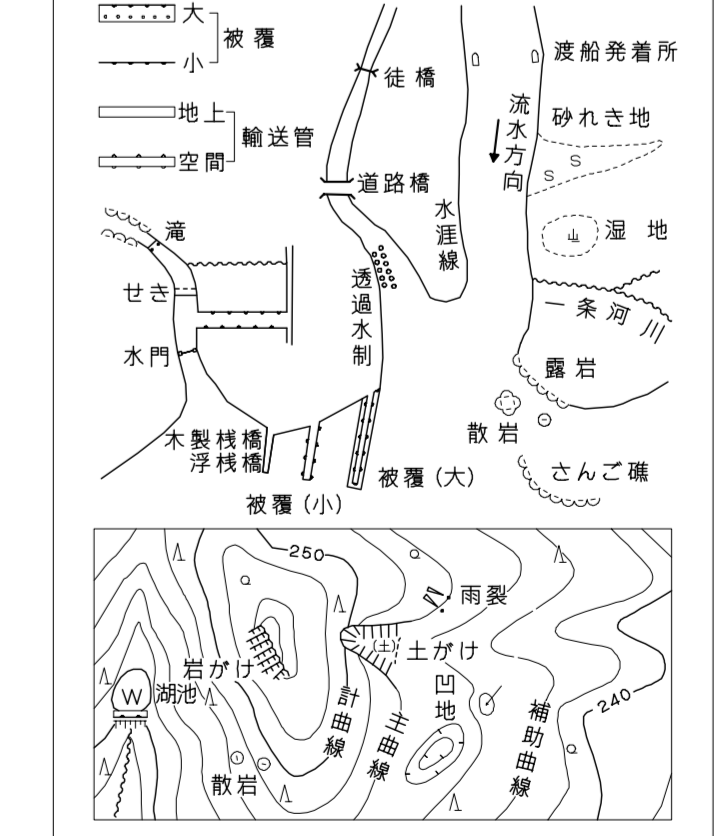 大
小
被覆
地上
空間
輸送管
徒橋
渡船発着所
流水方向
砂れき地
S
S
道路橋
水涯線
湿地
滝
せき
透過水制
一条河川
水門
露岩
散岩
木製桟橋
浮桟橋
被覆(大)
さんご礁
被覆(小)
250
雨裂
(土)
土がけ
岩がけ
W
湖池
計曲線
主曲線
凹地
補助曲線
240
散岩